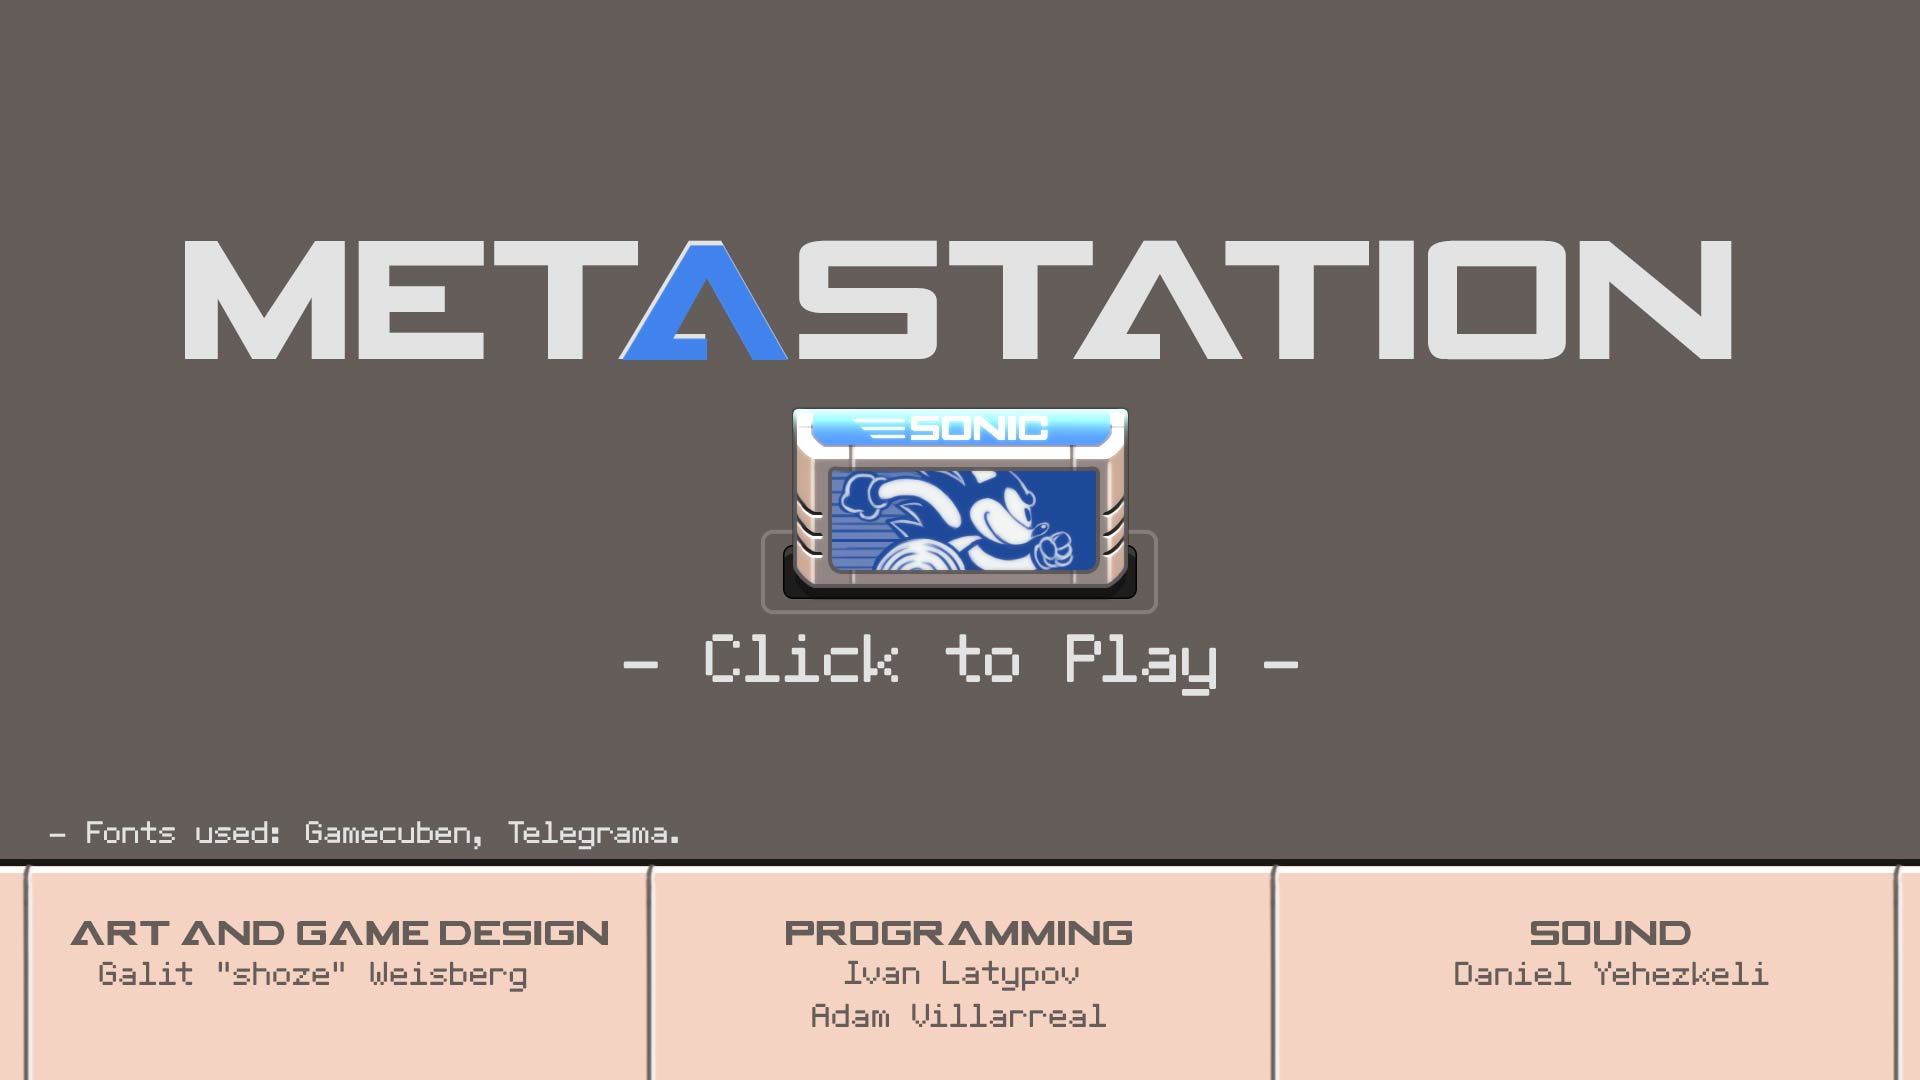 METASTATION
SONIC
- Click to Play -
- Fonts used: Gamecuben, Telegrama.
ART AND GAME DESIGN
Galit "shoze" Weisberg
PROGRAMMING
Ivan Latypov
Adam Villarreal
SOUND
Daniel Yehezkeli